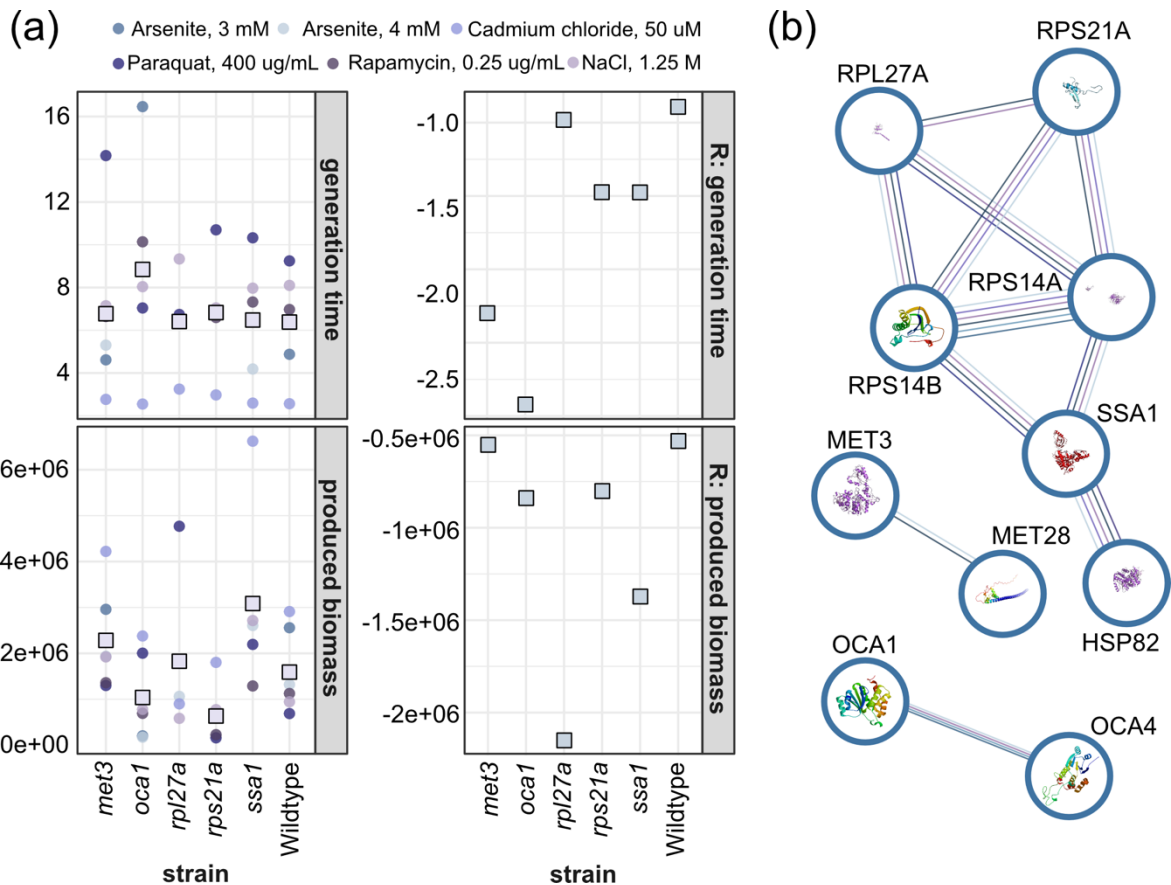 (a)
Arsenite, 3 mM Arsenite, 4 mM Cadmium chloride, 50 uM
Paraquat, 400 ug/mL Rapamycin, 0.25 ug/mL NaCl, 1.25 M
16
12
8
4
generation time
-1.0
-1.5
-2.0
-2.5
R: generation time
6e+06
4e+06
2e+06
0e+00
produced biomass
-0.5e+06
-1e+06
-1.5e+06
-2e+06
R: produced biomass
met3
oca1
rpl27a
rps21a
ssa1
Wildtype
strain
met3
oca1
rpl27a
rps21a
ssa1
Wildtype
strain
(b)
RPS21A
RPL27A
RPS14A
RPS14B
SSA1
MET3
MET28
HSP82
OCA1
OCA4